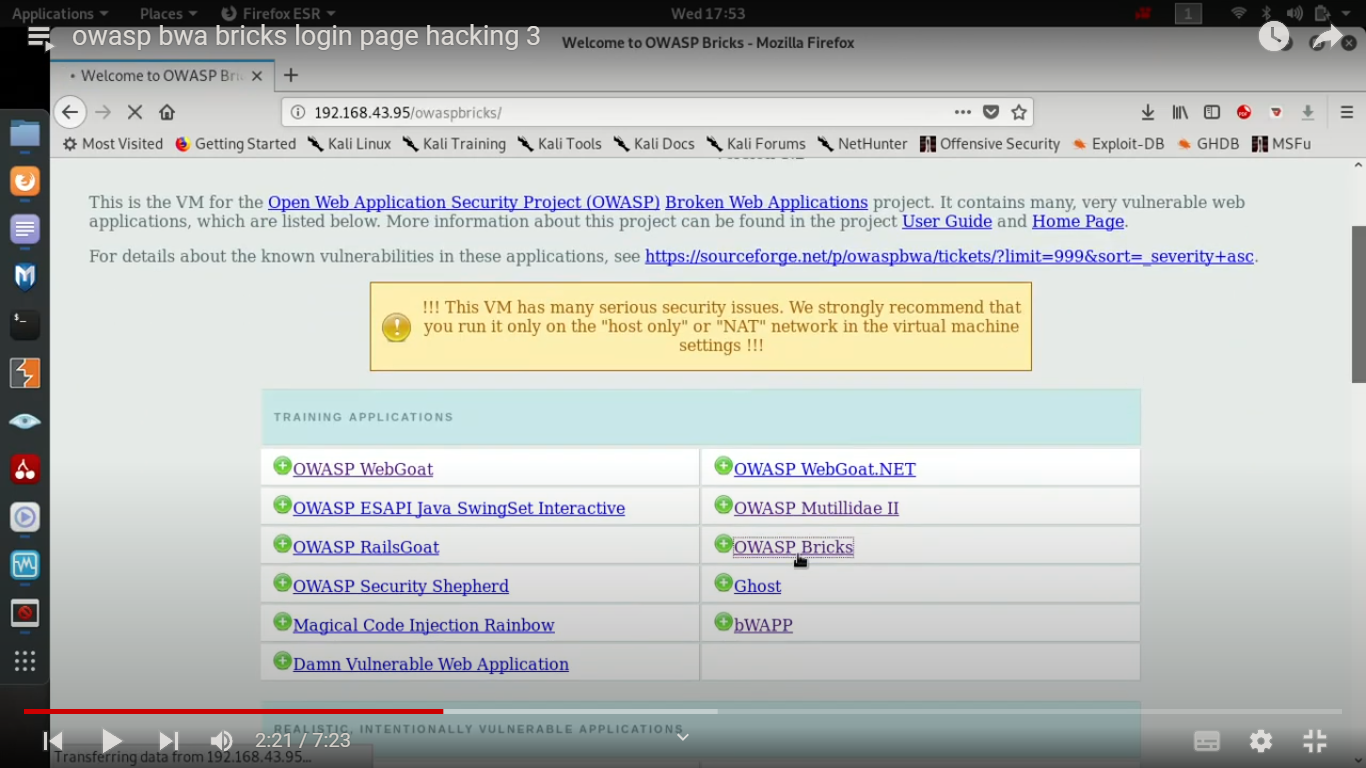 Applications Places Firefox ESR Wed 17:53 1
owasp bwa bricks login page hacking 3
Welcome to OWASP Bricks - Mozilla Firefox
Welcome to OWASP Bri
192.168.43.95/owaspbricks/
Most Visited Getting Started Kali Linux Kali Training Kali Tools Kali Docs Kali Forums NetHunter Offensive Security Exploit-DB GHDB MSFu
This is the VM for the Open Web Application Security Project (OWASP) Broken Web Applications project. It contains many, very vulnerable web
applications, which are listed below. More information about this project can be found in the project User Guide and Home Page.
For details about the known vulnerabilities in these applications, see https://sourceforge.net/p/owaspbwa/tickets/?limit=999&sort=_severity+asc.
!!! This VM has many serious security issues. We strongly recommend that
you run it only on the "host only" or "NAT" network in the virtual machine
settings !!!
TRAINING APPLICATIONS
OWASP WebGoat OWASP WebGoat.NET
OWASP ESAPI Java SwingSet Interactive OWASP Mutillidae II
OWASP RailsGoat OWASP Bricks
OWASP Security Shepherd Ghost
Magical Code Injection Rainbow bWAPP
Damn Vulnerable Web Application
REALISTIC, INTENTIONALLY VULNERABLE APPLICATIONS
2:21 / 7:23
Transferring data from 192.168.43.95...